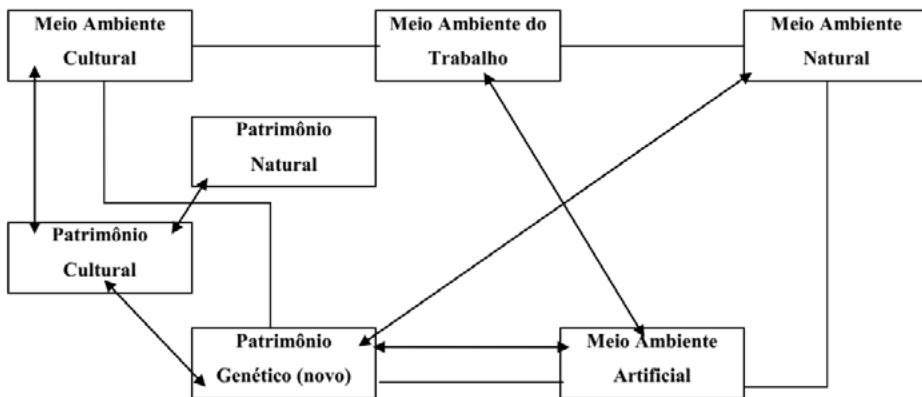 Meio Ambiente
Cultural
Meio Ambiente do
Trabalho
Meio Ambiente
Natural
Patrimônio
Natural
Patrimônio
Cultural
Patrimônio
Genético (novo)
Meio Ambiente
Artificial